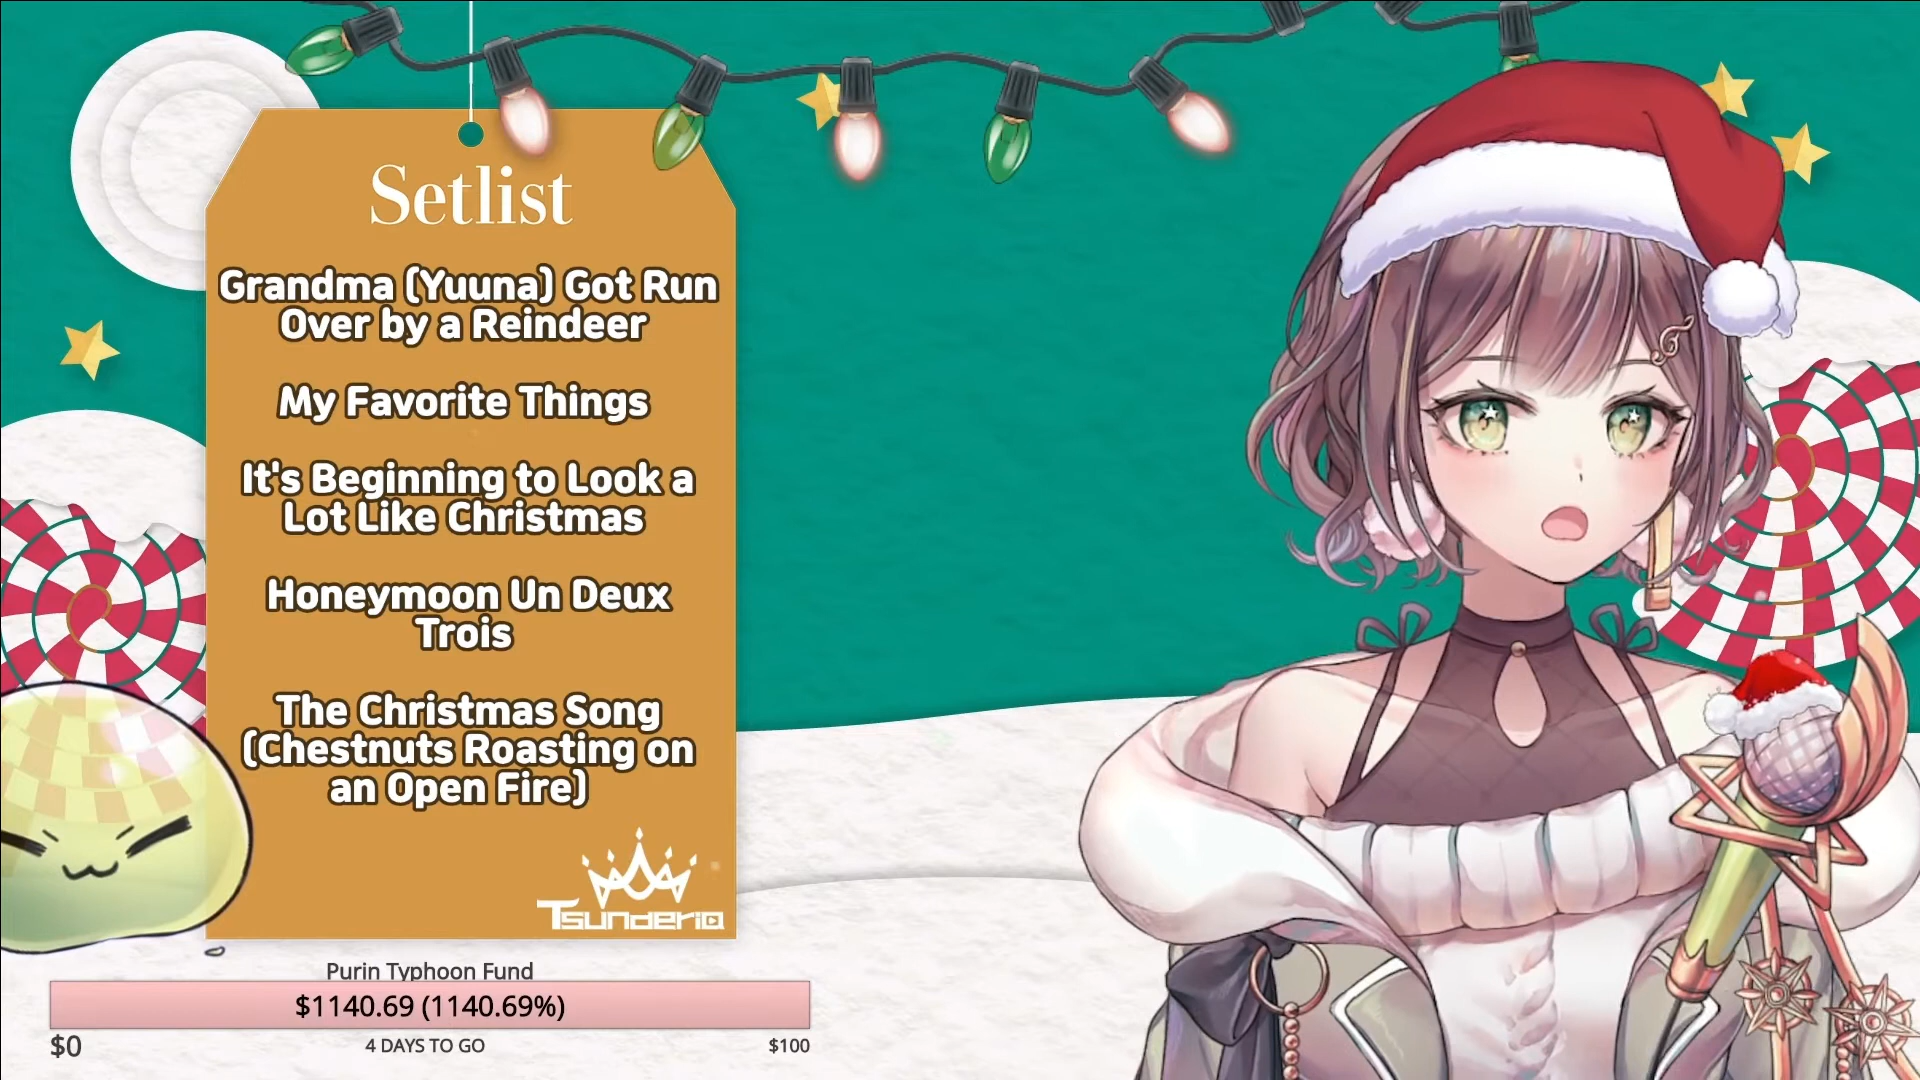 Setlist
Grandma (Yuuna) Got Run
Over by a Reindeer
My Favorite Things
It's Beginning to Look a
Lot Like Christmas
Honeymoon Un Deux
Trois
The Christmas Song
(Chestnuts Roasting on
an Open Fire)
Tsunderia
Purin Typhoon Fund
$1140.69 (1140.69%)
$0
4 DAYS TO GO
$100